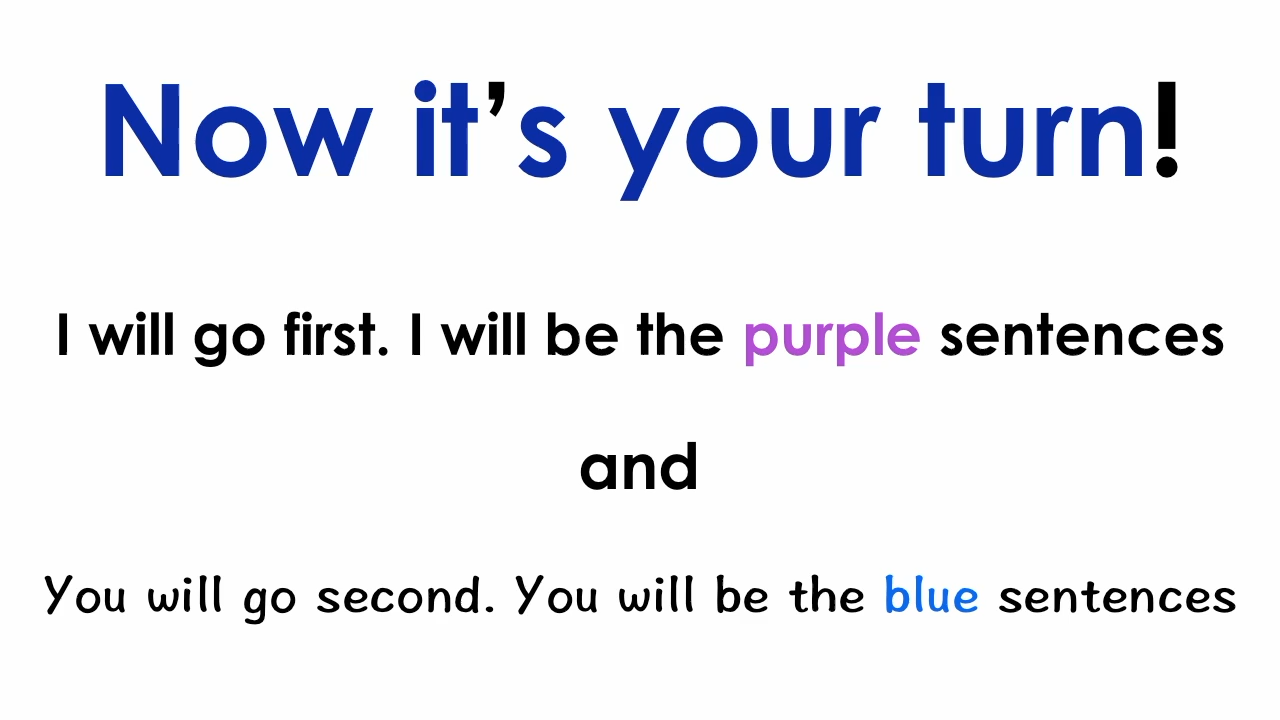 Now it’s your turn!
I will go first. I will be the purple sentences
and
You will go second. You will be the blue sentences